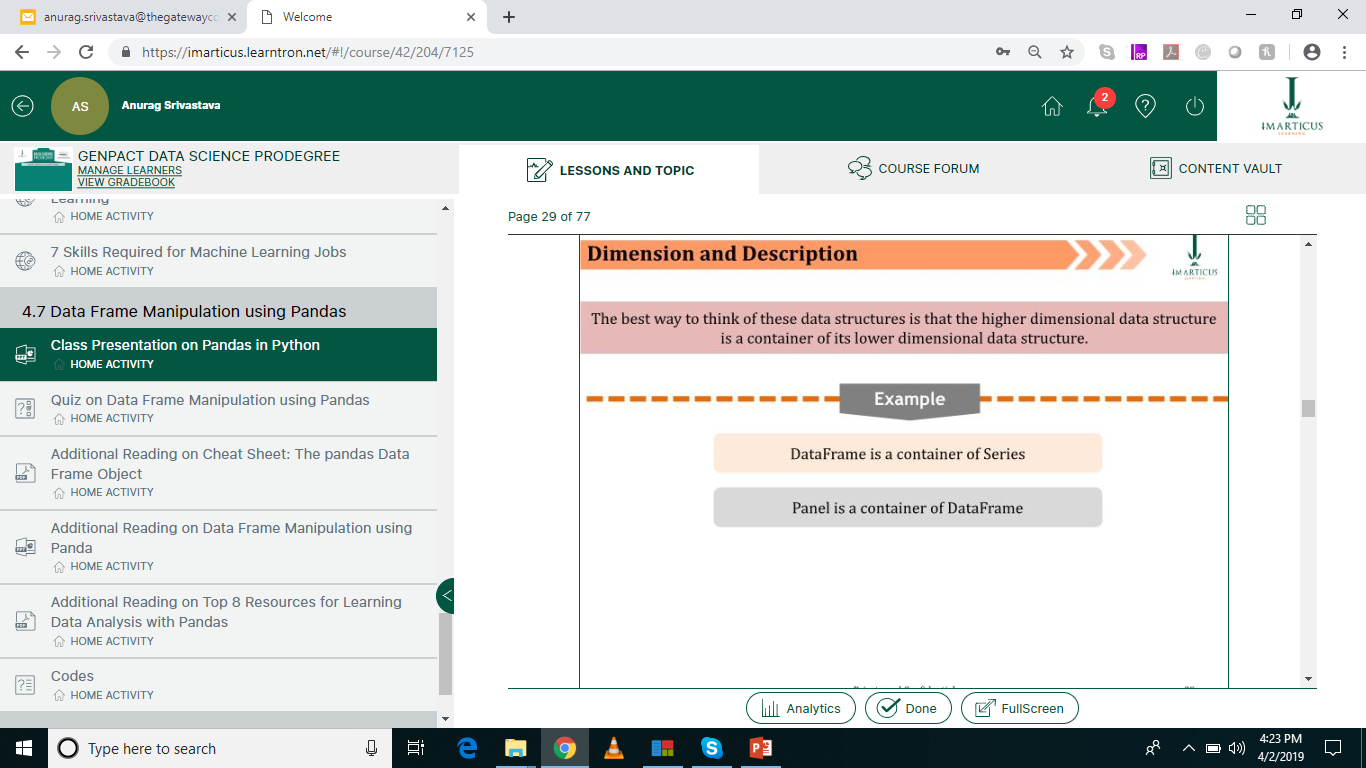 anurag.srivastava@thegatewayco
Welcome
https://imarticus.learntron.net/#!/course/42/204/7125
AS
Anurag Srivastava
2
IMARTICUS
LEARNING
GENPACT DATA SCIENCE PRODEGREE
MANAGE LEARNERS
VIEW GRADEBOOK
LESSONS AND TOPIC
COURSE FORUM
CONTENT VAULT
Learning
HOME ACTIVITY
7 Skills Required for Machine Learning Jobs
HOME ACTIVITY
4.7 Data Frame Manipulation using Pandas
Class Presentation on Pandas in Python
HOME ACTIVITY
Quiz on Data Frame Manipulation using Pandas
HOME ACTIVITY
Additional Reading on Cheat Sheet: The pandas Data
Frame Object
HOME ACTIVITY
Additional Reading on Data Frame Manipulation using
Panda
HOME ACTIVITY
Additional Reading on Top 8 Resources for Learning
Data Analysis with Pandas
HOME ACTIVITY
Codes
HOME ACTIVITY
Page 29 of 77
Dimension and Description
IMARTICUS
The best way to think of these data structures is that the higher dimensional data structure
is a container of its lower dimensional data structure.
Example
DataFrame is a container of Series
Panel is a container of DataFrame
Analytics
Done
FullScreen
Type here to search
4:23 PM
4/2/2019